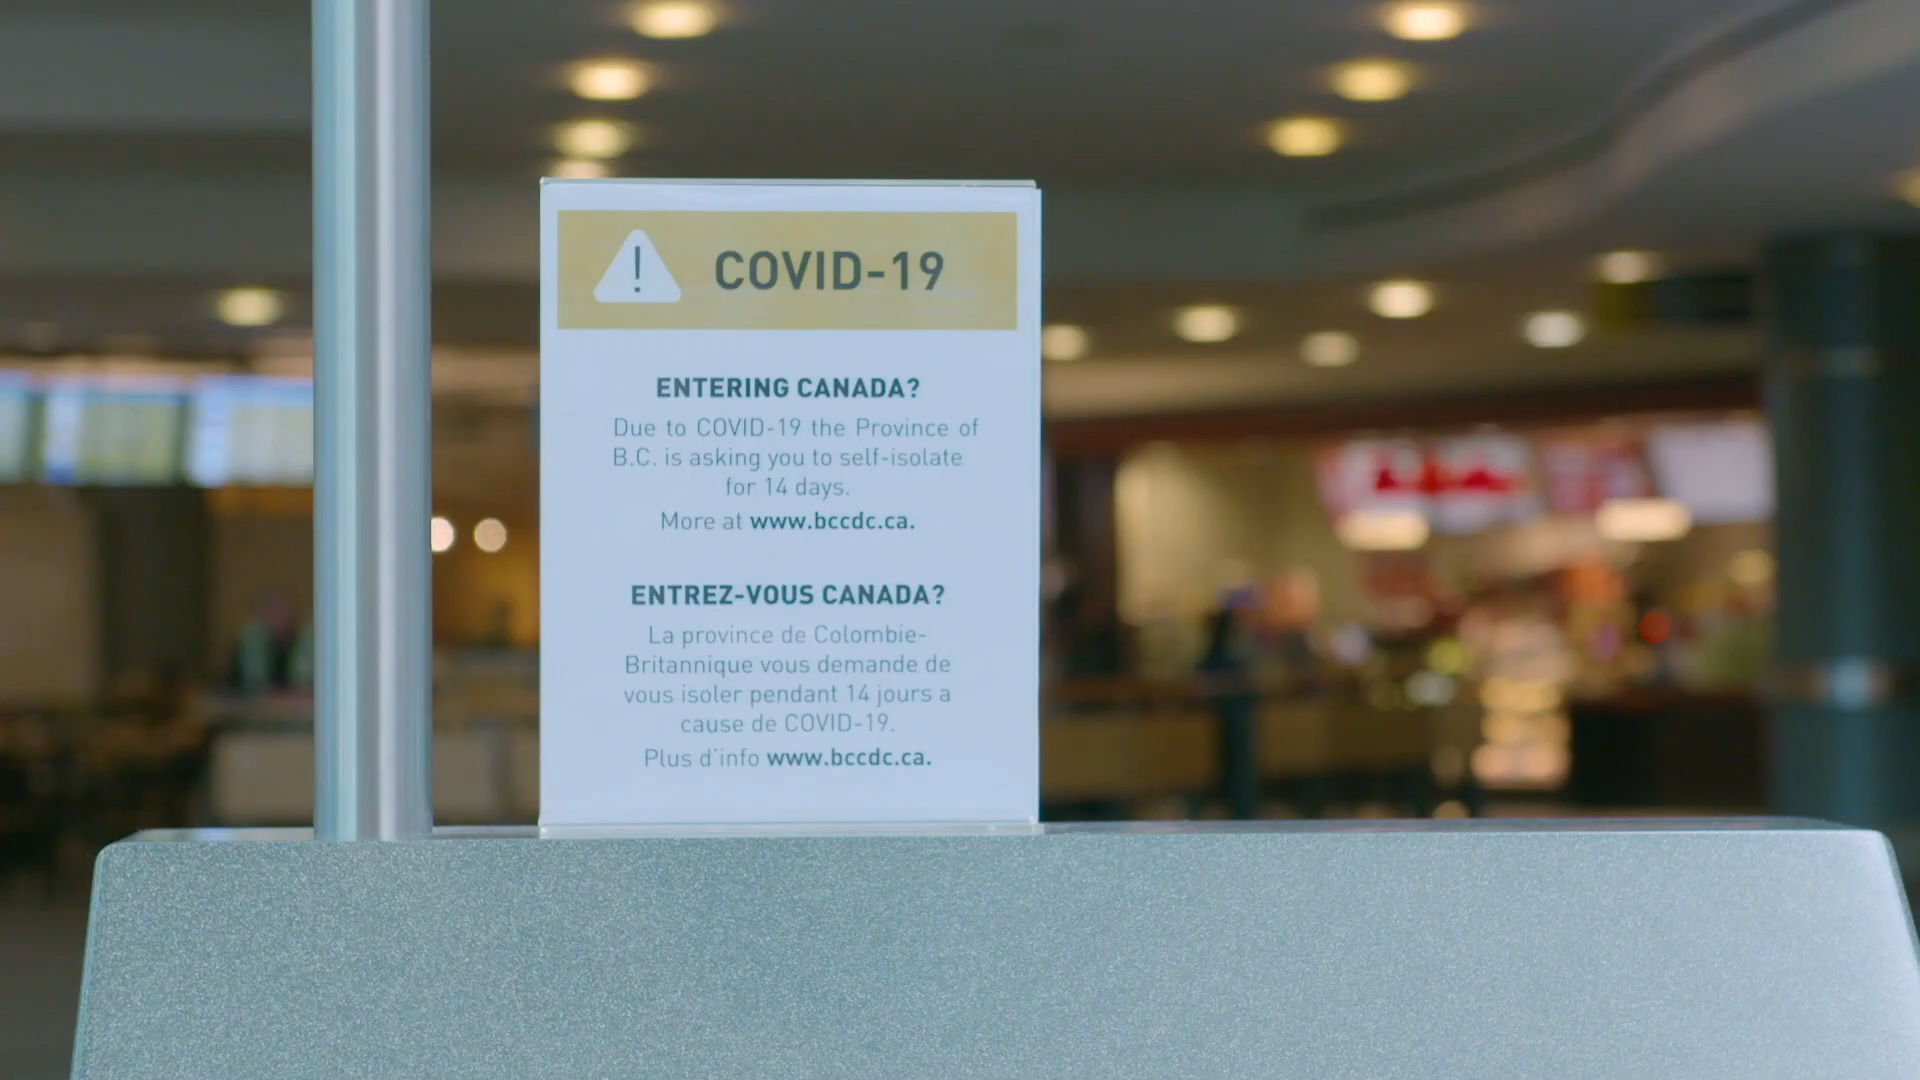 !
COVID-19
ENTERING CANADA?
Due to COVID-19 the Province of
B.C. is asking you to self-isolate
for 14 days.
More at www.bccdc.ca.
ENTREZ-VOUS CANADA?
La province de Colombie-
Britannique vous demande de
vous isoler pendant 14 jours a
cause de COVID-19.
Plus d'info www.bccdc.ca.